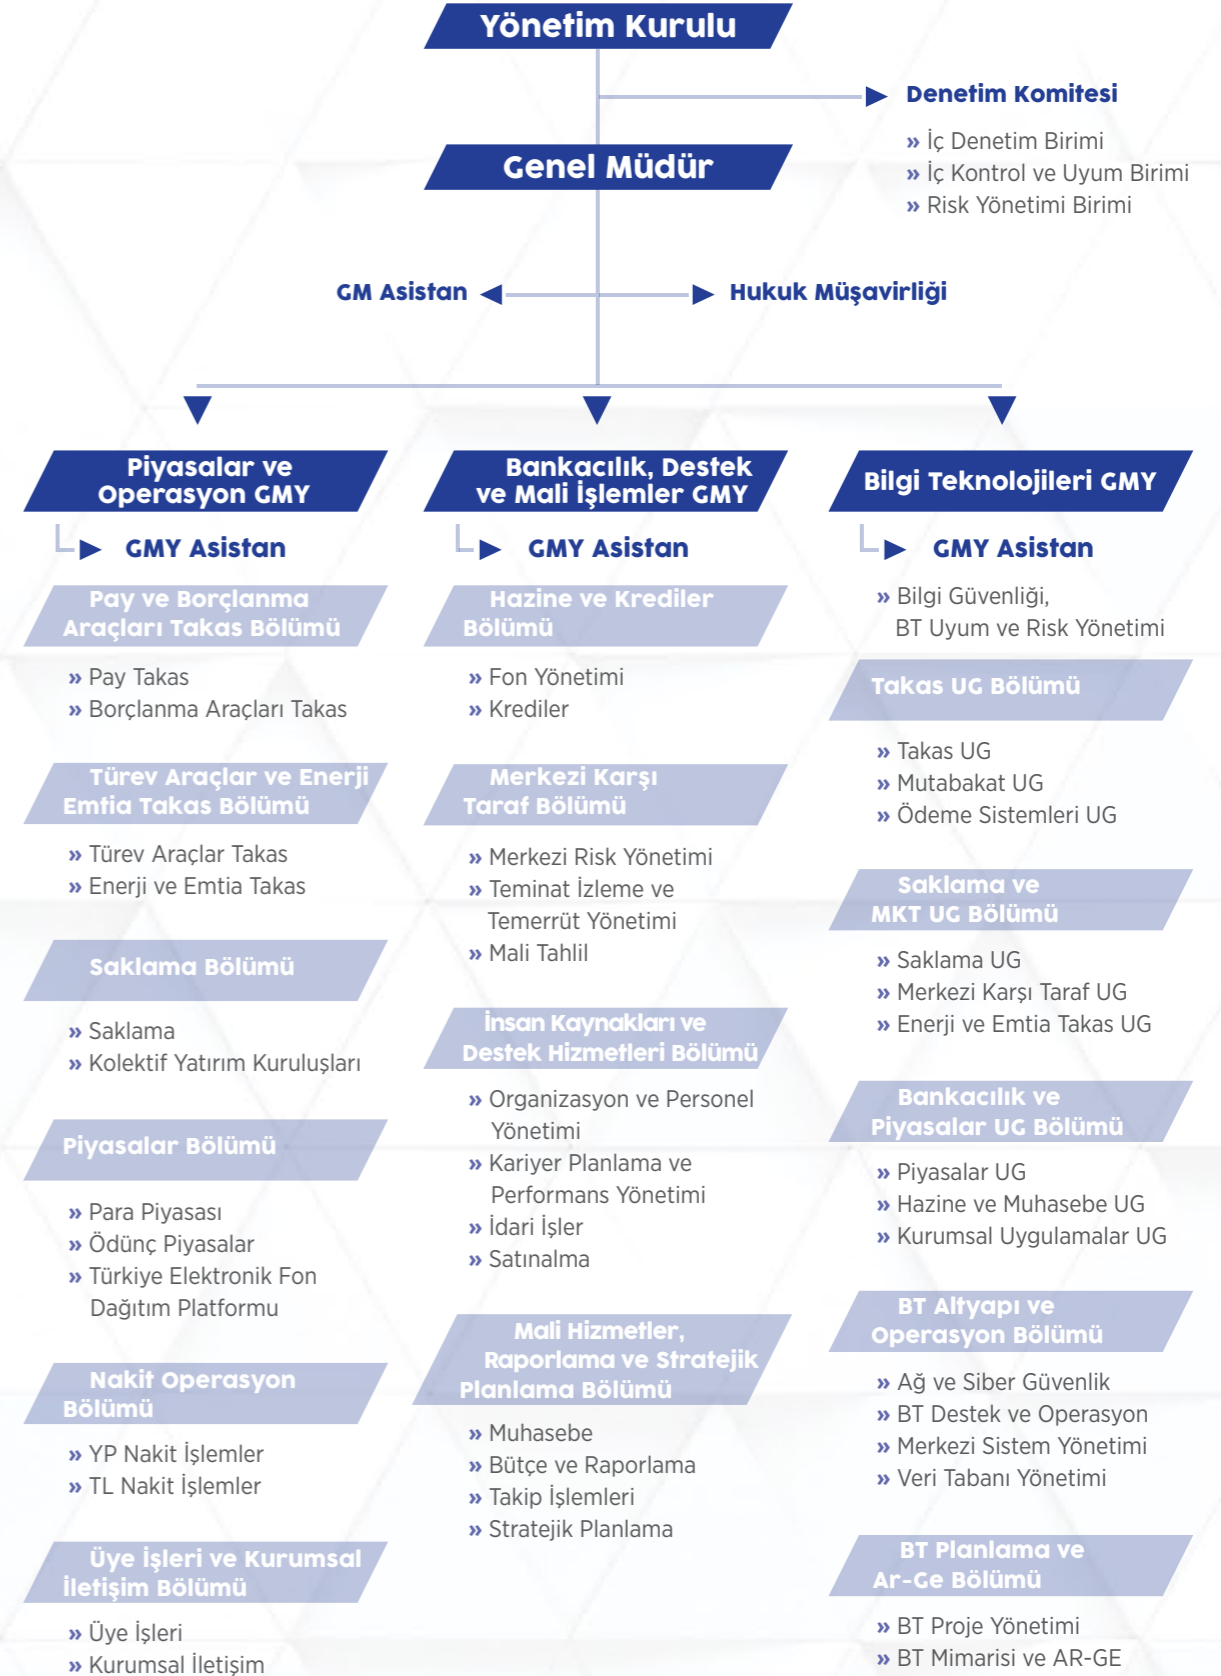 Yönetim Kurulu
Denetim Komitesi
» İç Denetim Birimi
» İç Kontrol ve Uyum Birimi
» Risk Yönetimi Birimi
Genel Müdür
GM Asistan
Hukuk Müşavirliği
Piyasalar ve
Operasyon GMY
GMY Asistan
Pay ve Borçlanma
Araçları Takas Bölümü
» Pay Takas
» Borçlanma Araçları Takas
Türev Araçlar ve Enerji
Emtia Takas Bölümü
» Türev Araçlar Takas
» Enerji ve Emtia Takas
Saklama Bölümü
» Saklama
» Kolektif Yatırım Kuruluşları
Piyasalar Bölümü
» Para Piyasası
» Ödünç Piyasalar
» Türkiye Elektronik Fon
Dağıtım Platformu
Nakit Operasyon
Bölümü
» YP Nakit İşlemler
» TL Nakit İşlemler
Üye İşleri ve Kurumsal
İletişim Bölümü
» Üye İşleri
» Kurumsal İletişim
Bankacılık, Destek
ve Mali İşlemler GMY
GMY Asistan
Hazine ve Krediler
Bölümü
» Fon Yönetimi
» Krediler
Merkezi Karşı
Taraf Bölümü
» Merkezi Risk Yönetimi
» Teminat İzleme ve
Temerrüt Yönetimi
» Mali Tahlil
İnsan Kaynakları ve
Destek Hizmetleri Bölümü
» Organizasyon ve Personel
Yönetimi
» Kariyer Planlama ve
Performans Yönetimi
» İdari İşler
» Satınalma
Mali Hizmetler,
Raporlama ve Stratejik
Planlama Bölümü
» Muhasebe
» Bütçe ve Raporlama
» Takip İşlemleri
» Stratejik Planlama
Bilgi Teknolojileri GMY
GMY Asistan
» Bilgi Güvenliği,
BT Uyum ve Risk Yönetimi
Takas UG Bölümü
» Takas UG
» Mutabakat UG
» Ödeme Sistemleri UG
Saklama ve
MKT UG Bölümü
» Saklama UG
» Merkezi Karşı Taraf UG
» Enerji ve Emtia Takas UG
Bankacılık ve
Piyasalar UG Bölümü
» Piyasalar UG
» Hazine ve Muhasebe UG
» Kurumsal Uygulamalar UG
BT Altyapı ve
Operasyon Bölümü
» Ağ ve Siber Güvenlik
» BT Destek ve Operasyon
» Merkezi Sistem Yönetimi
» Veri Tabanı Yönetimi
BT Planlama ve
Ar-Ge Bölümü
» BT Proje Yönetimi
» BT Mimarisi ve AR-GE